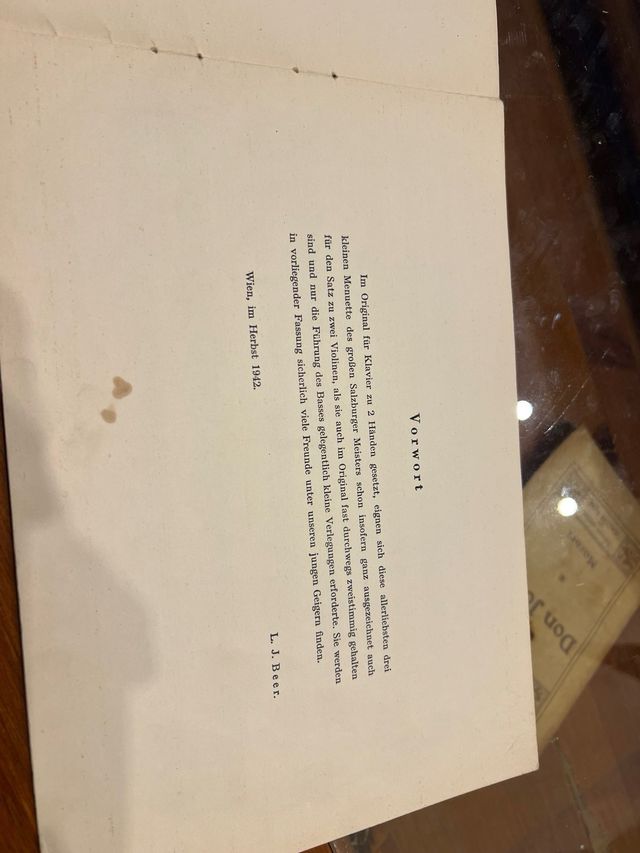 Vorwort
Im Original für Klavier zu 2 Händen gesetzt, eignen sich diese allerliebsten drei
kleinen Menuette des großen Salzburger Meisters schon insofern ganz ausgezeichnet auch
für den Satz zu zwei Violinen, als sie auch im Original fast durchwegs zweistimmig gehalten
sind und nur die Führung des Basses gelegentlich kleine Verlegungen erforderte. Sie werden
in vorliegender Fassung sicherlich viele Freunde unter unseren jungen Geigern finden.
L. J. Beer.
Wien, im Herbst 1942.
Don